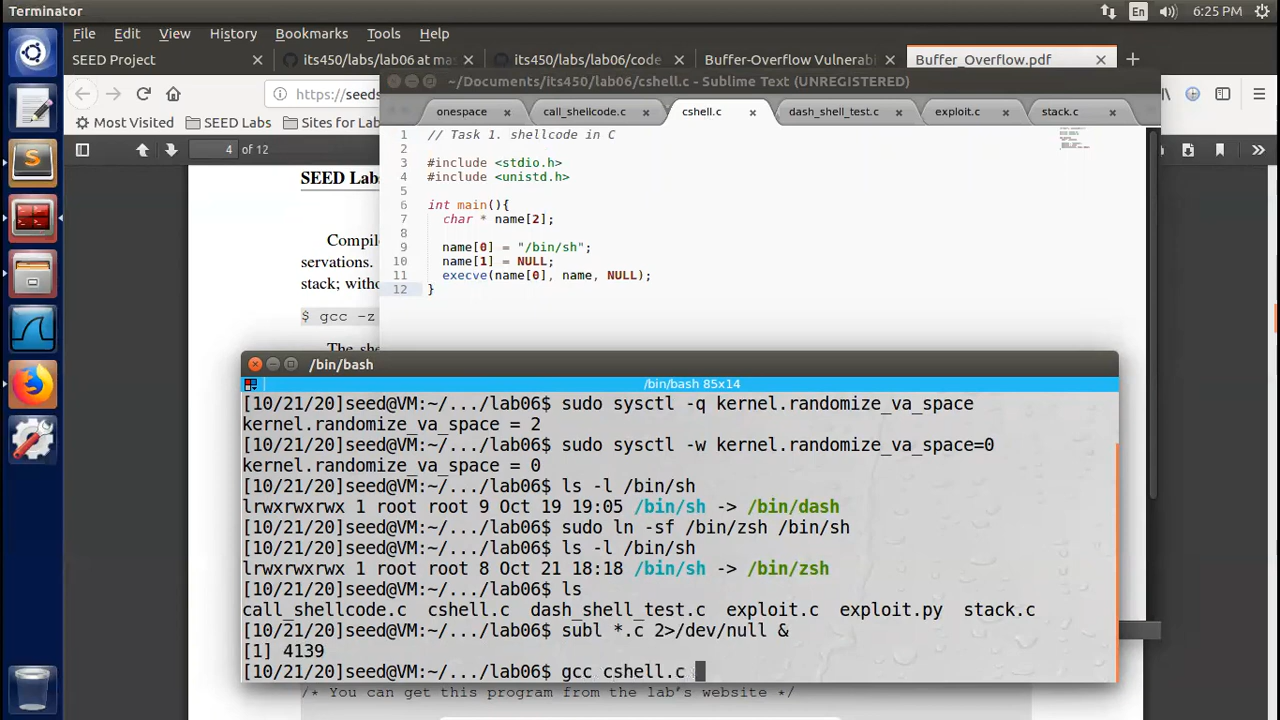 Terminator
En
6:25 PM
File Edit View History Bookmarks Tools Help
SEED Project
its450/labs/lab06 at mas
its450/labs/lab06/code
Buffer-Overflow Vulnerabi
Buffer_Overflow.pdf
~/Documents/its450/lab06/cshell.c - Sublime Text (UNREGISTERED)
https://seeds
onespace
call_shellcode.c
cshell.c
dash_shell_test.c
exploit.c
stack.c
Most Visited
SEED Labs
Sites for Lab
4 of 12
SEED Labs
Compil
servations.
stack; witho
$ gcc -z
The she
1 // Task 1. shellcode in C
2
3 #include <stdio.h>
4 #include <unistd.h>
5
6 int main(){
7 char * name[2];
8
9 name[0] = "/bin/sh";
10 name[1] = NULL;
11 execve(name[0], name, NULL);
12 }
/bin/bash
/bin/bash 85x14
[10/21/20]seed@VM:~/.../lab06$ sudo sysctl -q kernel.randomize_va_space
kernel.randomize_va_space = 2
[10/21/20]seed@VM:~/.../lab06$ sudo sysctl -w kernel.randomize_va_space=0
kernel.randomize_va_space = 0
[10/21/20]seed@VM:~/.../lab06$ ls -l /bin/sh
lrwxrwxrwx 1 root root 9 Oct 19 19:05 /bin/sh -> /bin/dash
[10/21/20]seed@VM:~/.../lab06$ sudo ln -sf /bin/zsh /bin/sh
[10/21/20]seed@VM:~/.../lab06$ ls -l /bin/sh
lrwxrwxrwx 1 root root 8 Oct 21 18:18 /bin/sh -> /bin/zsh
[10/21/20]seed@VM:~/.../lab06$ ls
call_shellcode.c cshell.c dash_shell_test.c exploit.c exploit.py stack.c
[10/21/20]seed@VM:~/.../lab06$ subl *.c 2>/dev/null &
[1] 4139
[10/21/20]seed@VM:~/.../lab06$ gcc cshell.c
/* You can get this program from the lab's website */